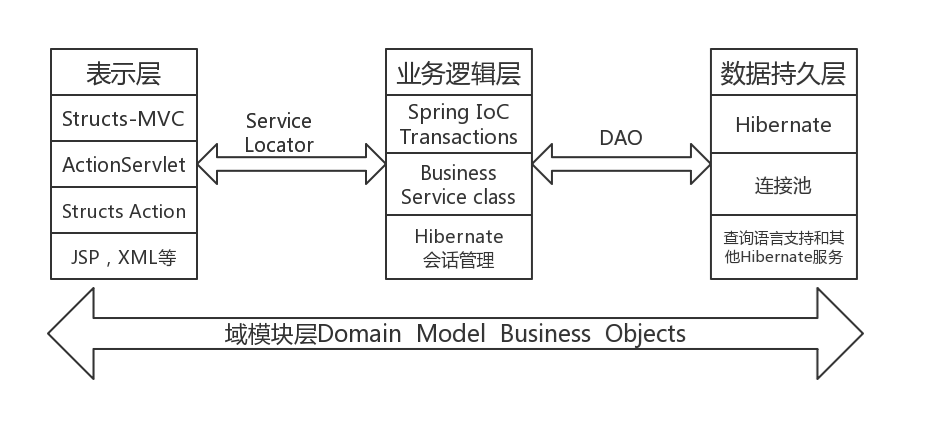 表示层
Structs-MVC
ActionServlet
Structs Action
JSP，XML等
Service
Locator
业务逻辑层
Spring IoC
Transactions
Business
Service class
Hibernate
会话管理
DAO
数据持久层
Hibernate
连接池
查询语言支持和其
他Hibernate服务
域模块层Domain Model Business Objects